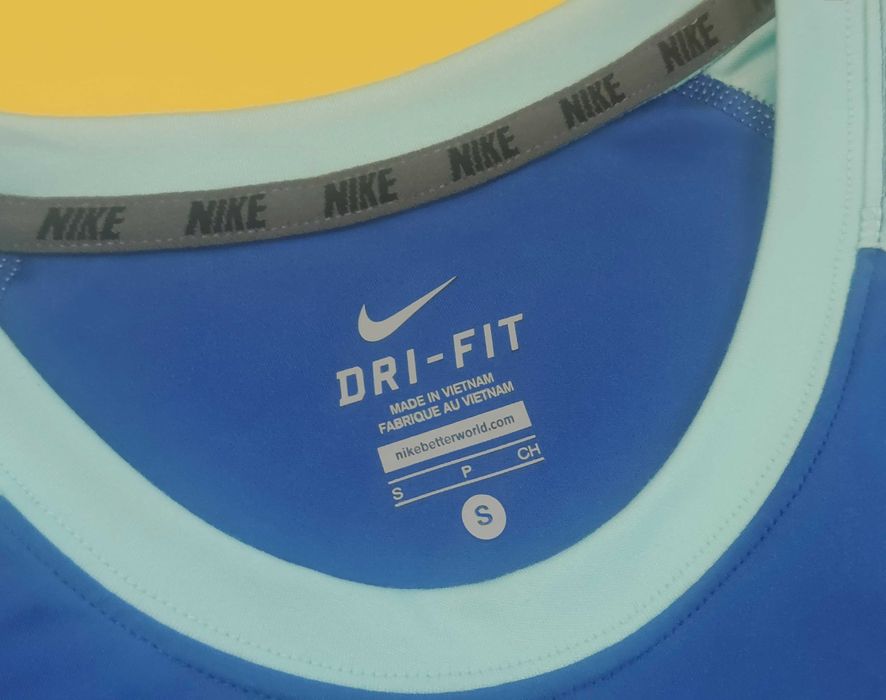 NIKE NIKE NIKE NIKE NIKE NIKE
DRI-FIT
MADE IN VIETNAM
FABRIQUE AU VIETNAM
nikebetterworld.com
S P CH
S